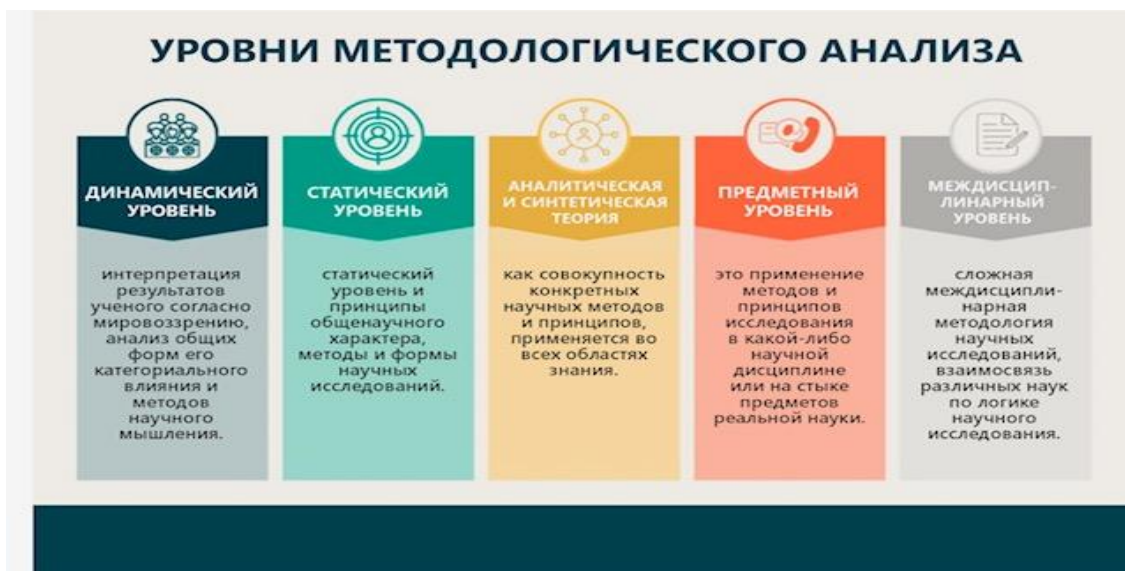 УРОВНИ МЕТОДОЛОГИЧЕСКОГО АНАЛИЗА
ДИНАМИЧЕСКИЙ
УРОВЕНЬ
интерпретация
результатов
ученого согласно
мировоззрению,
анализ общих
форм его
категориального
влияния и
методов
научного
мышления.
СТАТИЧЕСКИЙ
УРОВЕНЬ
статический
уровень и
принципы
общенаучного
характера,
методы и формы
научных
исследований.
АНАЛИТИЧЕСКАЯ
И СИНТЕТИЧЕСКАЯ
ТЕОРИЯ
как совокупность
конкретных
научных методов
и принципов,
применяется во
всех областях
знания.
ПРЕДМЕТНЫЙ
УРОВЕНЬ
это применение
методов и
принципов
исследования
в какой-либо
научной
дисциплине
или на стыке
предметов
реальной науки.
МЕЖДИСЦИП-
ЛИНАРНЫЙ
УРОВЕНЬ
сложная
междисципли-
нарная
методология
научных
исследований,
взаимосвязь
различных наук
по логике
научного
исследования.